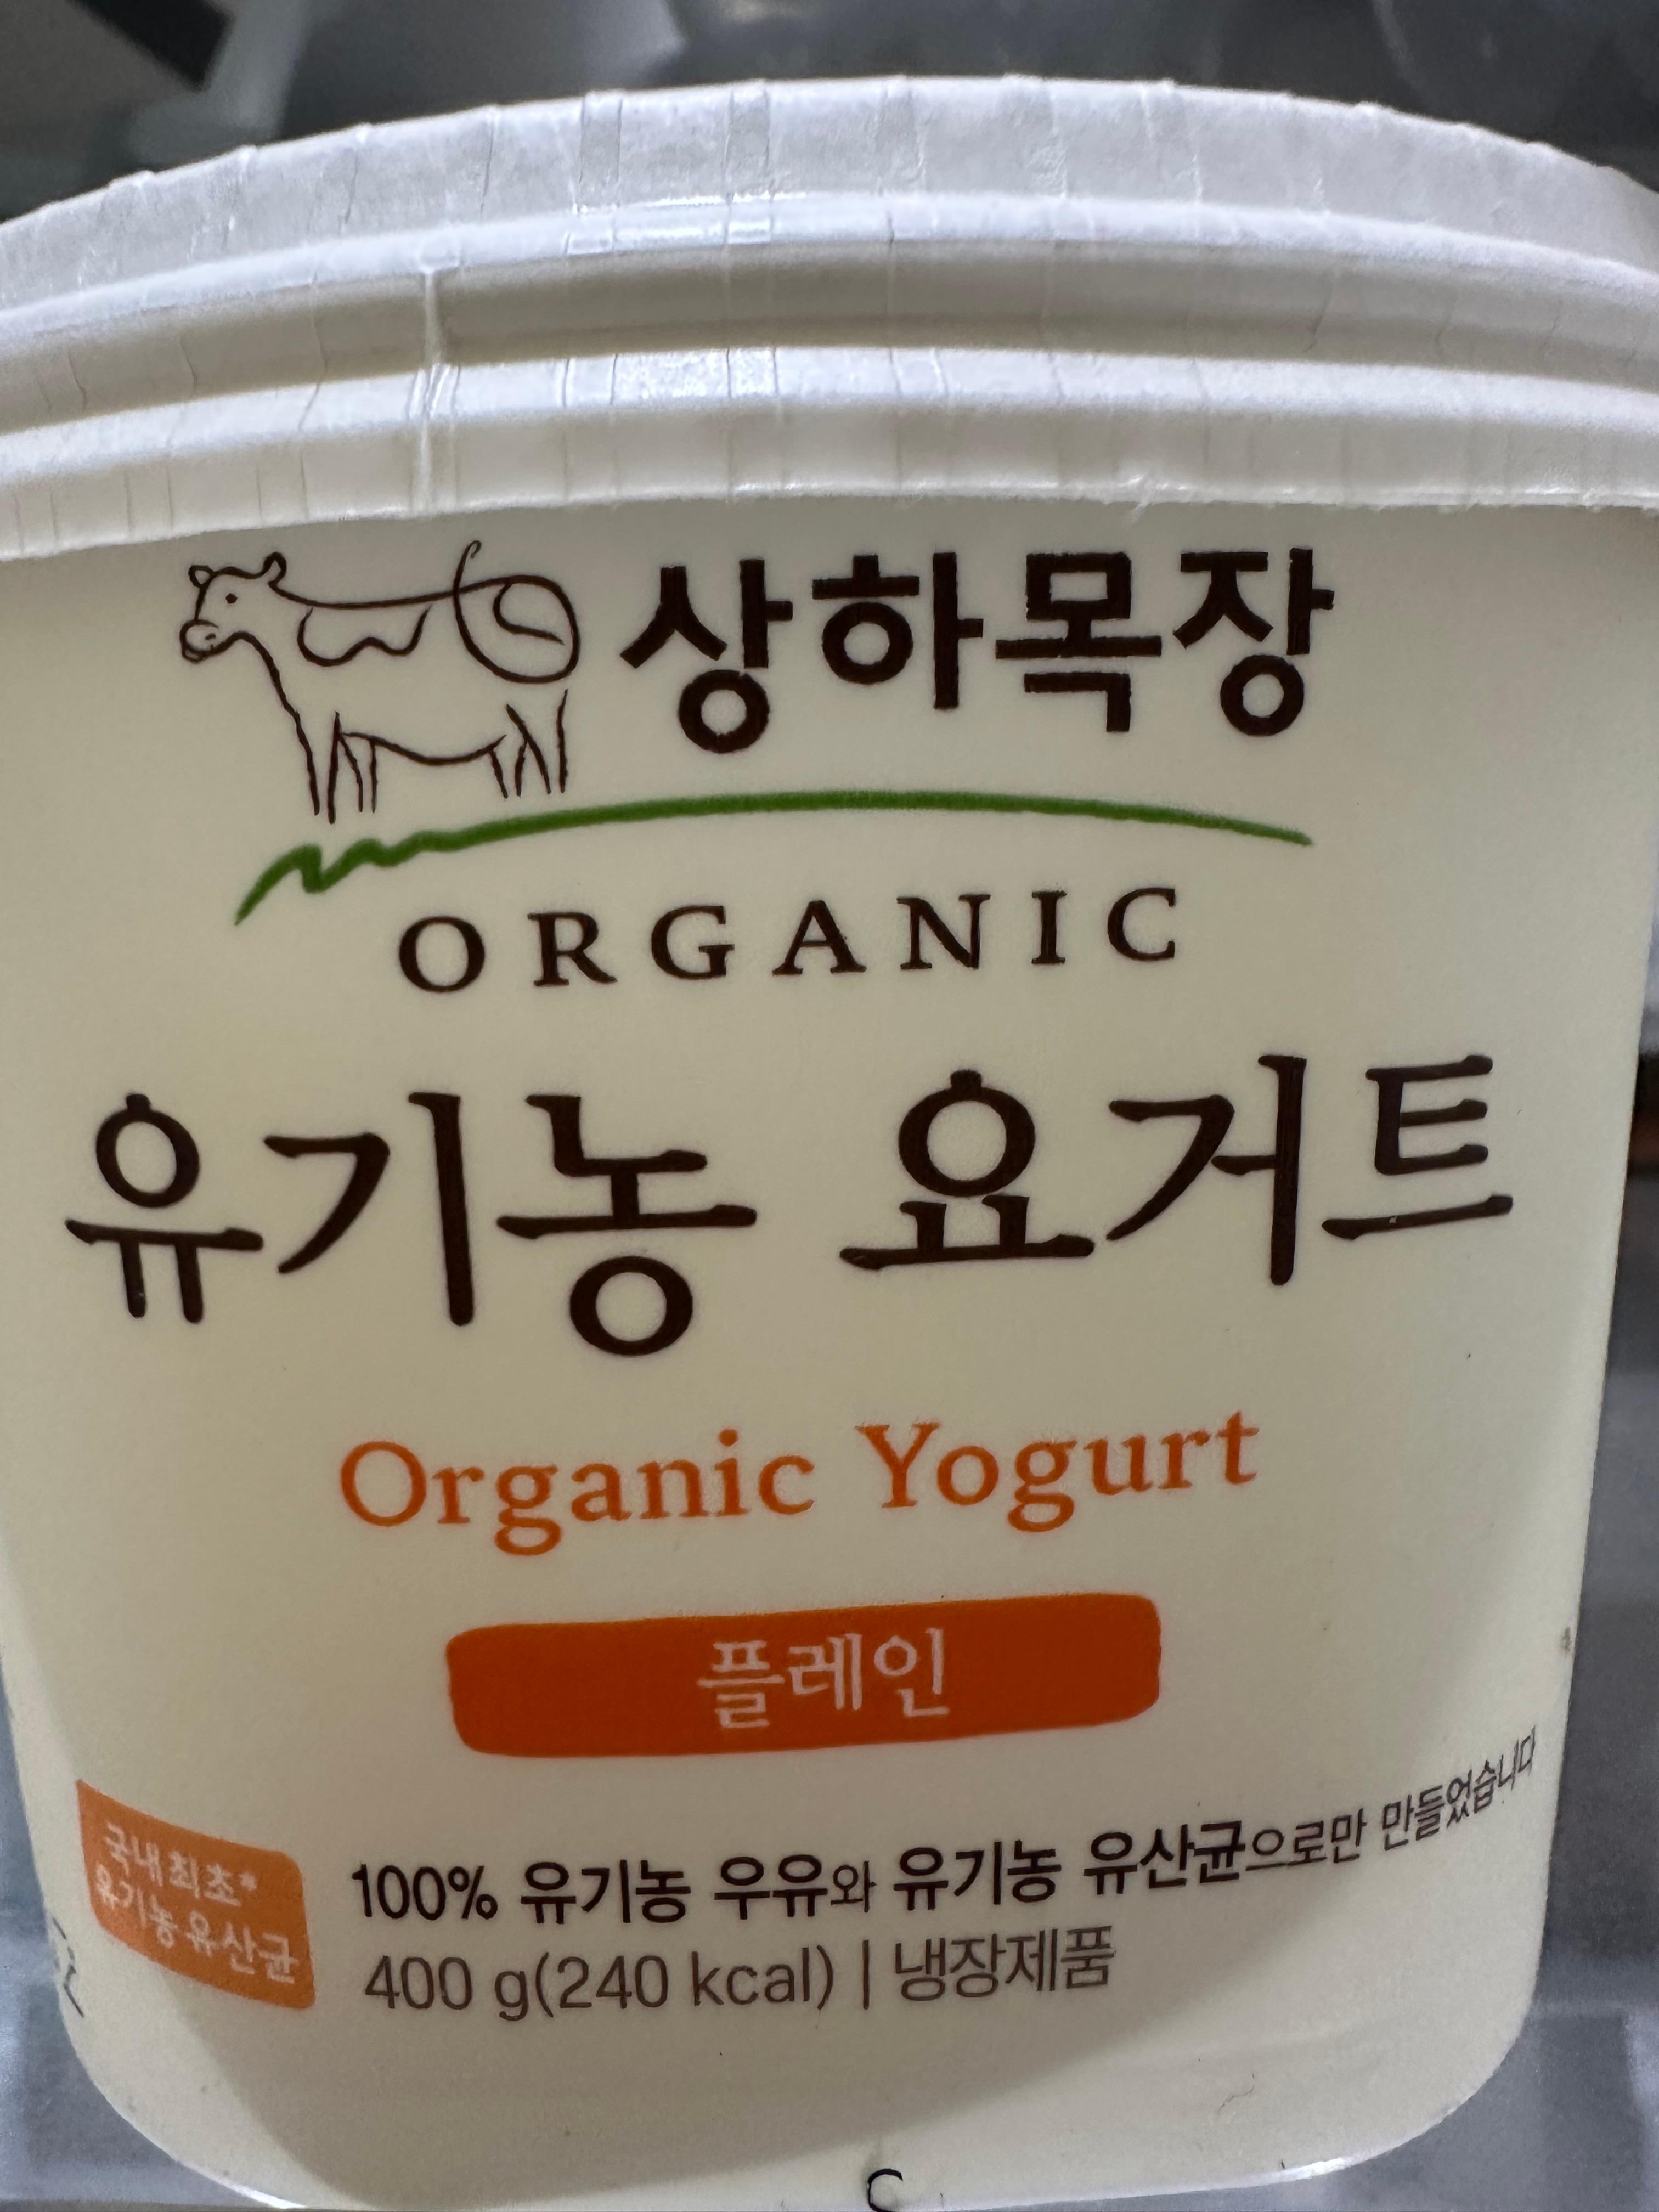 상하목장
ORGANIC
유기농 요거트
Organic Yogurt
플레인
국내최초*
유기농유산균
100% 유기농 우유와 유기농 유산균으로만 만들었습니다
400 g(240 kcal) | 냉장제품